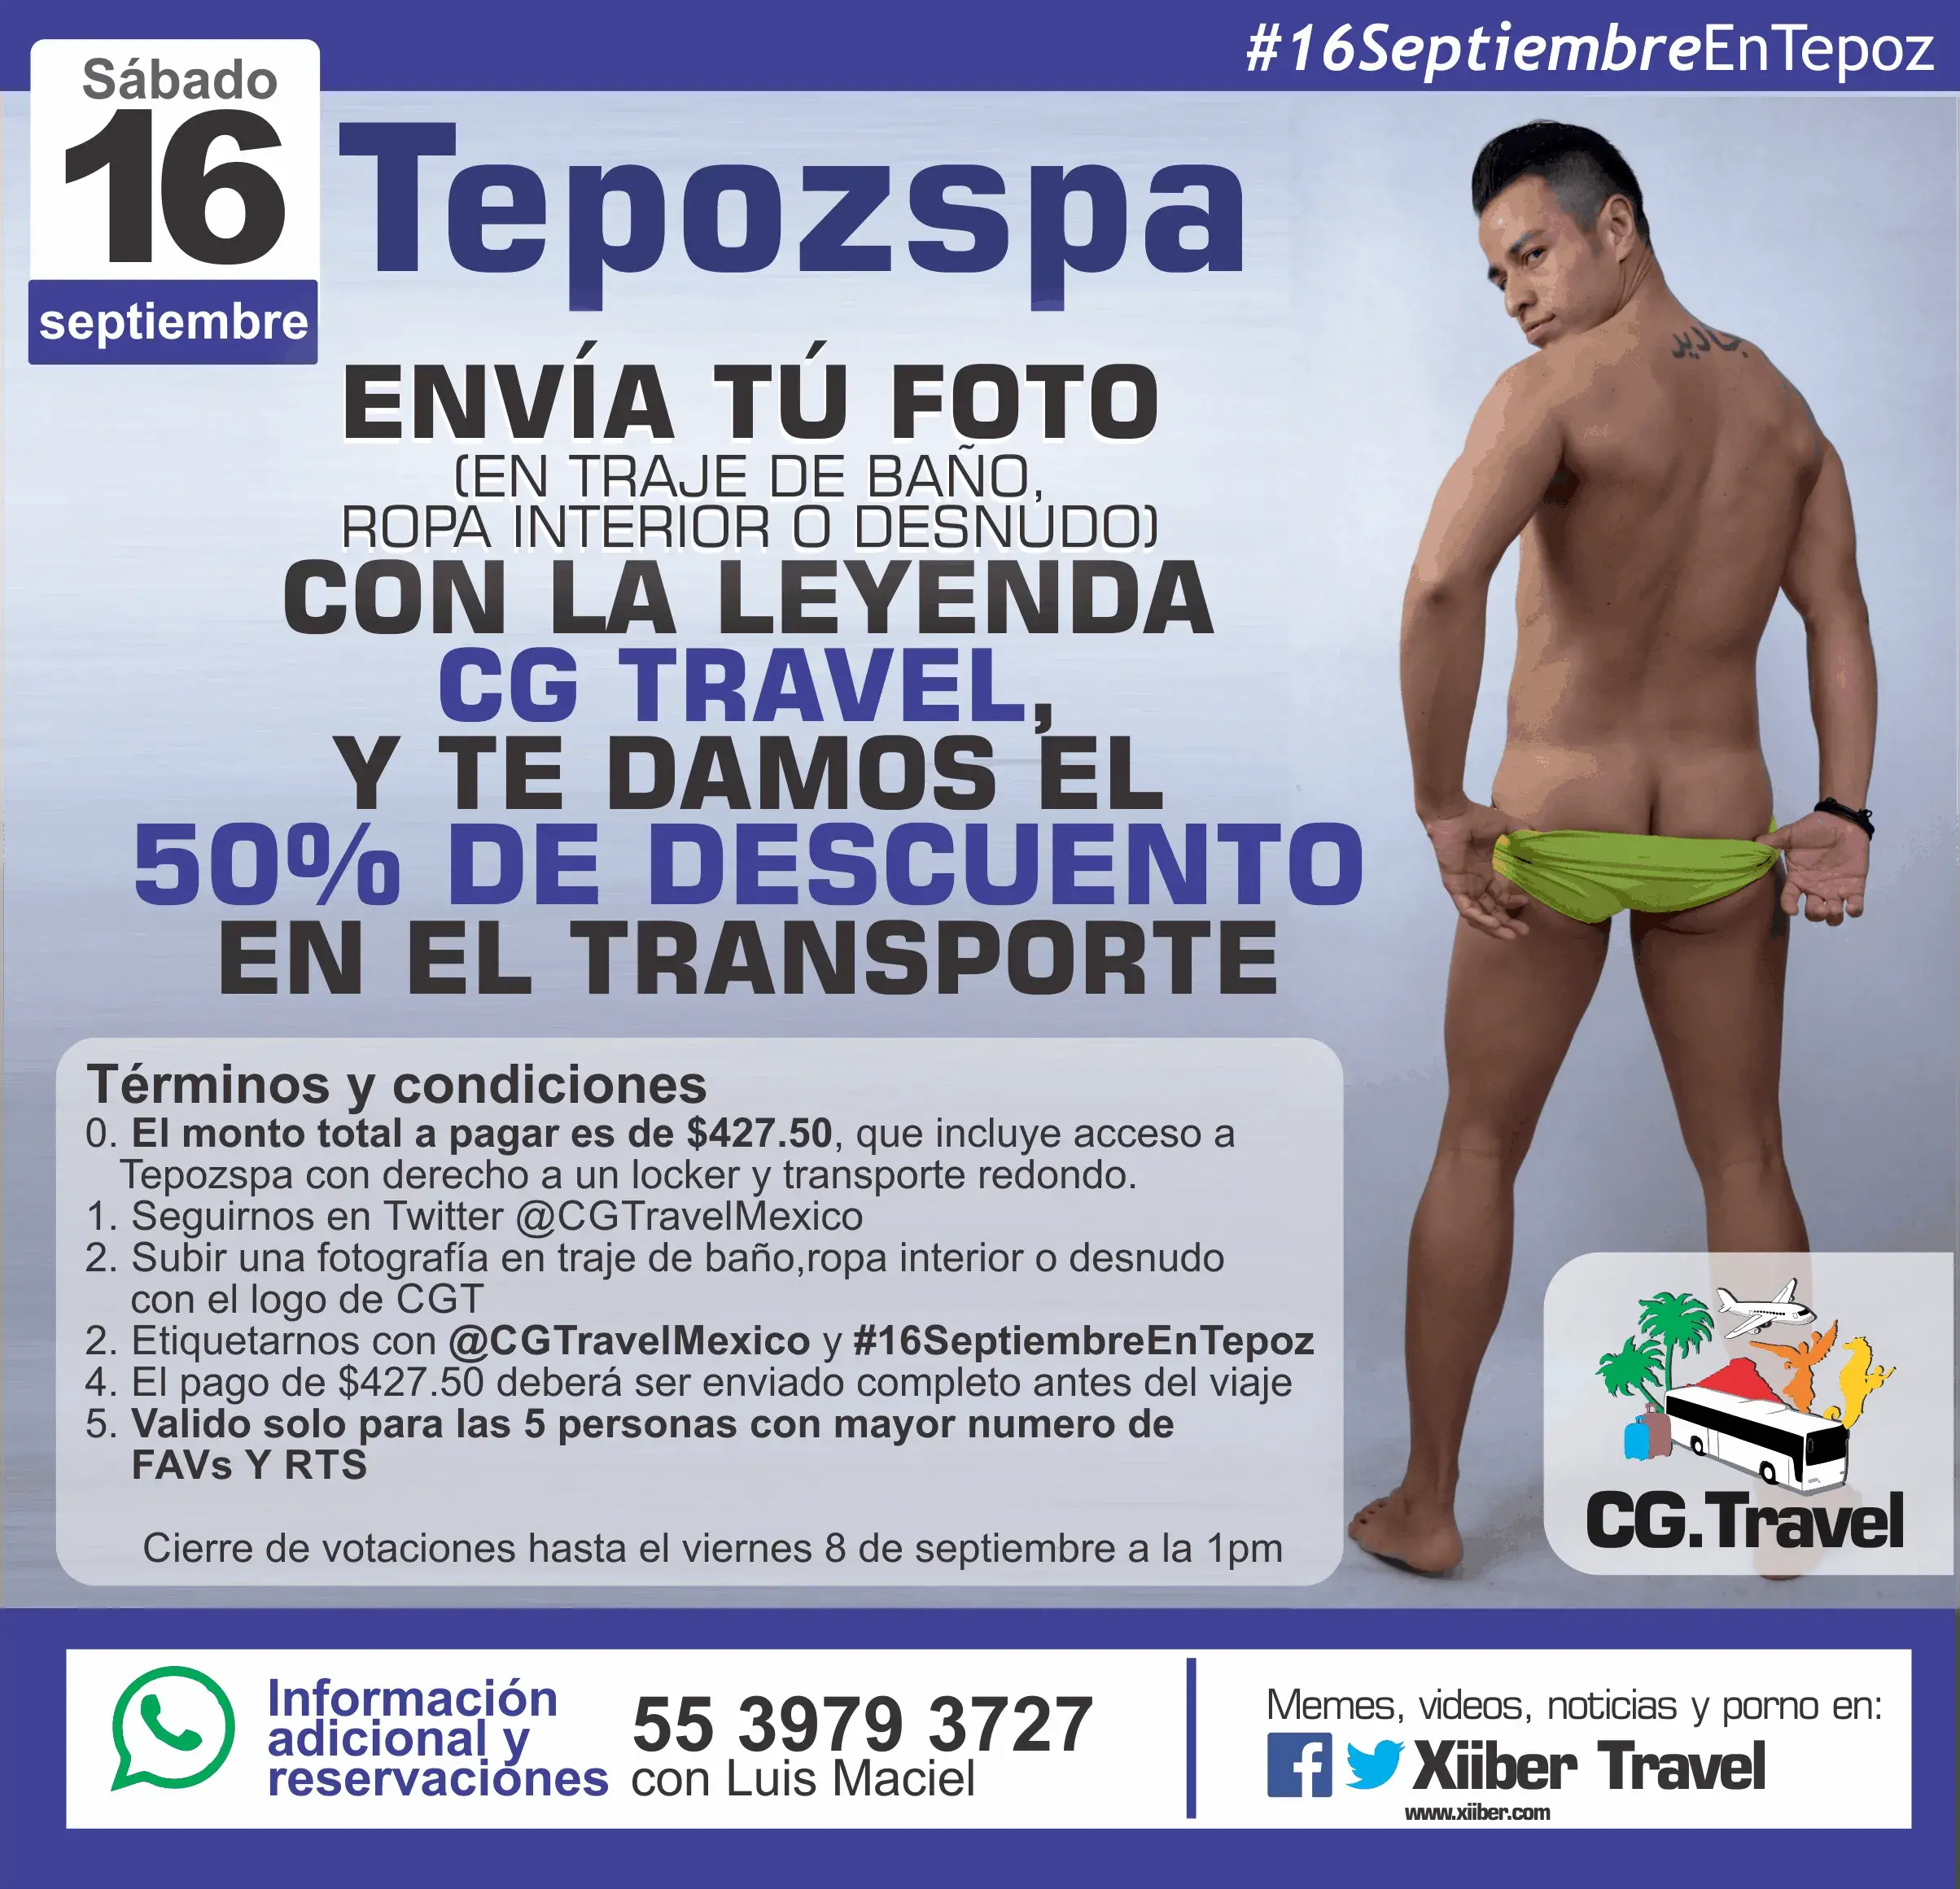 #16SeptiembreEnTepoz
Sábado
16
septiembre
Tepozspa
ENVÍA TÚ FOTO
(EN TRAJE DE BAÑO,
ROPA INTERIOR O DESNUDO)
CON LA LEYENDA
CG TRAVEL,
Y TE DAMOS EL
50% DE DESCUENTO
EN EL TRANSPORTE
Términos y condiciones
0. El monto total a pagar es de $427.50, que incluye acceso a
Tepozspa con derecho a un locker y transporte redondo.
1. Seguirnos en Twitter @CGTravelMexico
2. Subir una fotografía en traje de baño,ropa interior o desnudo
con el logo de CGT
2. Etiquetarnos con @CGTravelMexico y #16SeptiembreEnTepoz
4. El pago de $427.50 deberá ser enviado completo antes del viaje
5. Valido solo para las 5 personas con mayor numero de
FAVs Y RTS
Cierre de votaciones hasta el viernes 8 de septiembre a la 1pm
CG.Travel
Información
adicional y
reservaciones
55 3979 3727
con Luis Maciel
Memes, videos, noticias y porno en:
Xiiber Travel
www.xiiber.com